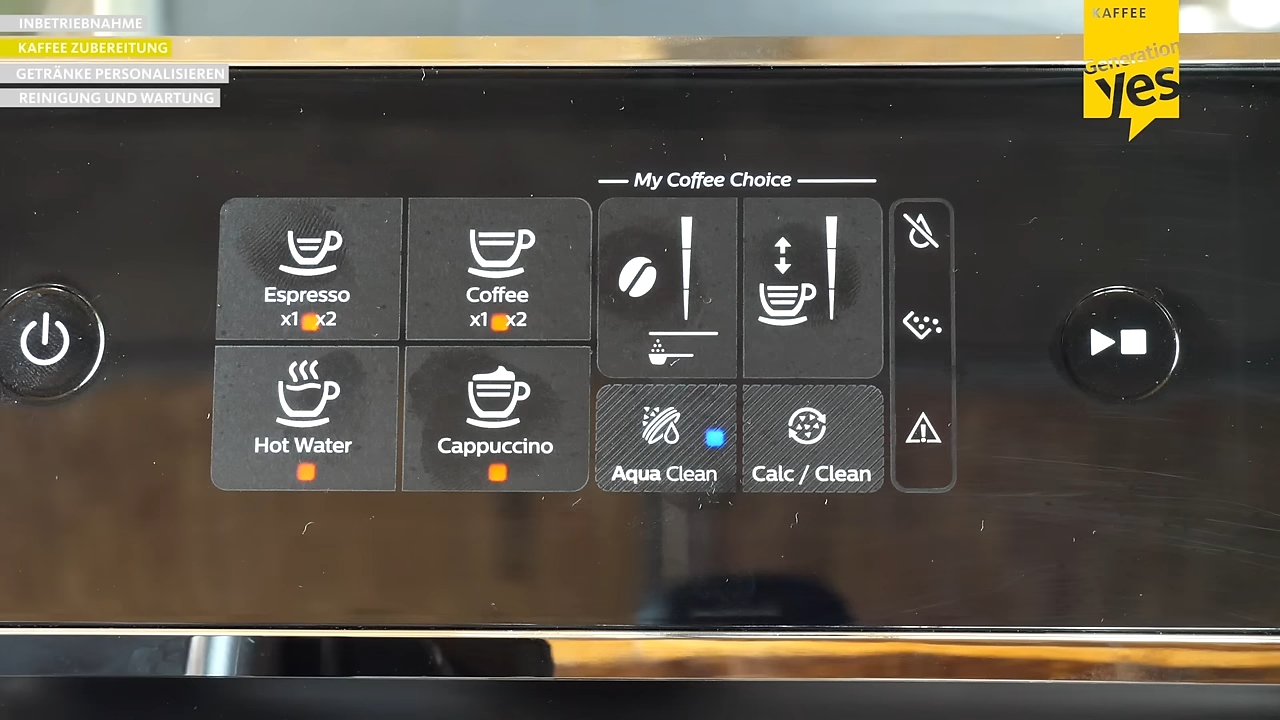 INBETRIEBNAHME
KAFFEE ZUBEREITUNG
GETRÄNKE PERSONALISIEREN
REINIGUNG UND WARTUNG
KAFFEE
Generation
yes
My Coffee Choice
Espresso
x1 x2
Coffee
x1 x2
Hot Water
Cappuccino
Aqua Clean
Calc / Clean